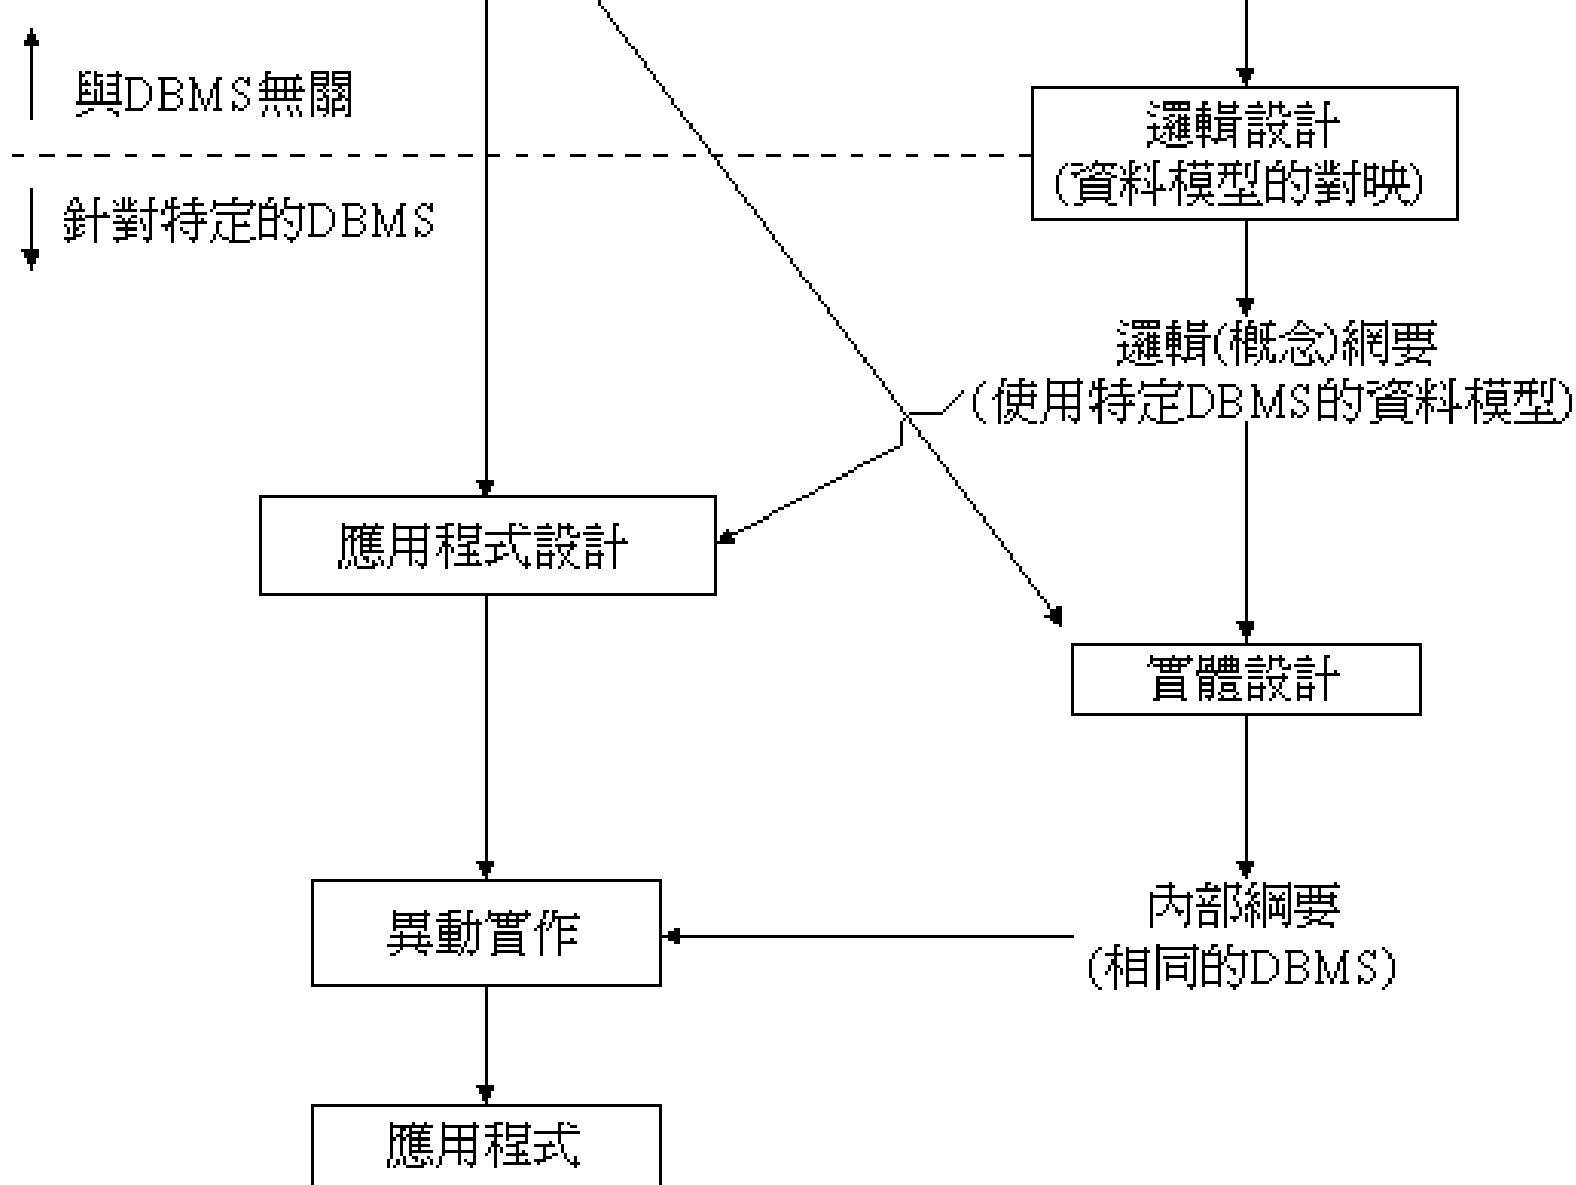 與DBMS無關
邏輯設計
(資料模型的對映)
針對特定的DBMS
邏輯(概念)綱要
(使用特定DBMS的資料模型)
應用程式設計
實體設計
內部綱要
異動實作
(相同的DBMS)
應用程式